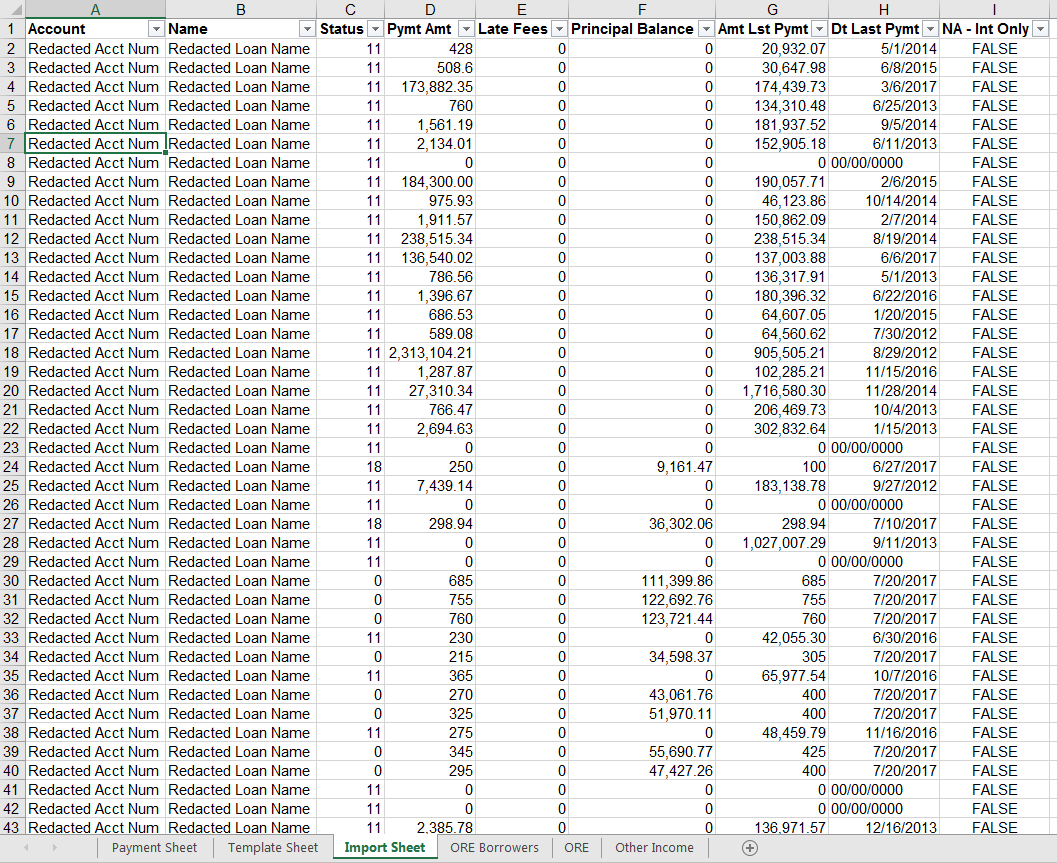 A B C D E F G H I
1 Account Name Status Pymt Amt Late Fees Principal Balance Amt Lst Pymt Dt Last Pymt NA - Int Only
2 Redacted Acct Num Redacted Loan Name 11 428 0 0 20,932.07 5/1/2014 FALSE
3 Redacted Acct Num Redacted Loan Name 11 508.6 0 0 30,647.98 6/8/2015 FALSE
4 Redacted Acct Num Redacted Loan Name 11 173,882.35 0 0 174,439.73 3/6/2017 FALSE
5 Redacted Acct Num Redacted Loan Name 11 760 0 0 134,310.48 6/25/2013 FALSE
6 Redacted Acct Num Redacted Loan Name 11 1,561.19 0 0 181,937.52 9/5/2014 FALSE
7 Redacted Acct Num Redacted Loan Name 11 2,134.01 0 0 152,905.18 6/11/2013 FALSE
8 Redacted Acct Num Redacted Loan Name 11 0 0 0 0 00/00/0000 FALSE
9 Redacted Acct Num Redacted Loan Name 11 184,300.00 0 0 190,057.71 2/6/2015 FALSE
10 Redacted Acct Num Redacted Loan Name 11 975.93 0 0 46,123.86 10/14/2014 FALSE
11 Redacted Acct Num Redacted Loan Name 11 1,911.57 0 0 150,862.09 2/7/2014 FALSE
12 Redacted Acct Num Redacted Loan Name 11 238,515.34 0 0 238,515.34 8/19/2014 FALSE
13 Redacted Acct Num Redacted Loan Name 11 136,540.02 0 0 137,003.88 6/6/2017 FALSE
14 Redacted Acct Num Redacted Loan Name 11 786.56 0 0 136,317.91 5/1/2013 FALSE
15 Redacted Acct Num Redacted Loan Name 11 1,396.67 0 0 180,396.32 6/22/2016 FALSE
16 Redacted Acct Num Redacted Loan Name 11 686.53 0 0 64,607.05 1/20/2015 FALSE
17 Redacted Acct Num Redacted Loan Name 11 589.08 0 0 64,560.62 7/30/2012 FALSE
18 Redacted Acct Num Redacted Loan Name 11 2,313,104.21 0 0 905,505.21 8/29/2012 FALSE
19 Redacted Acct Num Redacted Loan Name 11 1,287.87 0 0 102,285.21 11/15/2016 FALSE
20 Redacted Acct Num Redacted Loan Name 11 27,310.34 0 0 1,716,580.30 11/28/2014 FALSE
21 Redacted Acct Num Redacted Loan Name 11 766.47 0 0 206,469.73 10/4/2013 FALSE
22 Redacted Acct Num Redacted Loan Name 11 2,694.63 0 0 302,832.64 1/15/2013 FALSE
23 Redacted Acct Num Redacted Loan Name 11 0 0 0 0 00/00/0000 FALSE
24 Redacted Acct Num Redacted Loan Name 18 250 0 9,161.47 100 6/27/2017 FALSE
25 Redacted Acct Num Redacted Loan Name 11 7,439.14 0 0 183,138.78 9/27/2012 FALSE
26 Redacted Acct Num Redacted Loan Name 11 0 0 0 0 00/00/0000 FALSE
27 Redacted Acct Num Redacted Loan Name 18 298.94 0 36,302.06 298.94 7/10/2017 FALSE
28 Redacted Acct Num Redacted Loan Name 11 0 0 0 1,027,007.29 9/11/2013 FALSE
29 Redacted Acct Num Redacted Loan Name 11 0 0 0 0 00/00/0000 FALSE
30 Redacted Acct Num Redacted Loan Name 0 685 0 111,399.86 685 7/20/2017 FALSE
31 Redacted Acct Num Redacted Loan Name 0 755 0 122,692.76 755 7/20/2017 FALSE
32 Redacted Acct Num Redacted Loan Name 0 760 0 123,721.44 760 7/20/2017 FALSE
33 Redacted Acct Num Redacted Loan Name 11 230 0 0 42,055.30 6/30/2016 FALSE
34 Redacted Acct Num Redacted Loan Name 0 215 0 34,598.37 305 7/20/2017 FALSE
35 Redacted Acct Num Redacted Loan Name 11 365 0 0 65,977.54 10/7/2016 FALSE
36 Redacted Acct Num Redacted Loan Name 0 270 0 43,061.76 400 7/20/2017 FALSE
37 Redacted Acct Num Redacted Loan Name 0 325 0 51,970.11 400 7/20/2017 FALSE
38 Redacted Acct Num Redacted Loan Name 11 275 0 0 48,459.79 11/16/2016 FALSE
39 Redacted Acct Num Redacted Loan Name 0 345 0 55,690.77 425 7/20/2017 FALSE
40 Redacted Acct Num Redacted Loan Name 0 295 0 47,427.26 400 7/20/2017 FALSE
41 Redacted Acct Num Redacted Loan Name 11 0 0 0 0 00/00/0000 FALSE
42 Redacted Acct Num Redacted Loan Name 11 0 0 0 0 00/00/0000 FALSE
43 Redacted Acct Num Redacted Loan Name 11 2,385.78 0 0 136,971.57 12/16/2013 FALSE
Payment Sheet Template Sheet Import Sheet ORE Borrowers ORE Other Income